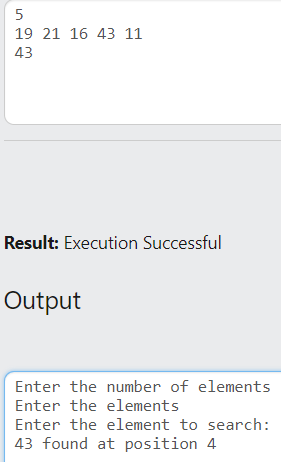 5
19 21 16 43 11
43
Result: Execution Successful
Output
Enter the number of elements
Enter the elements
Enter the element to search:
43 found at position 4